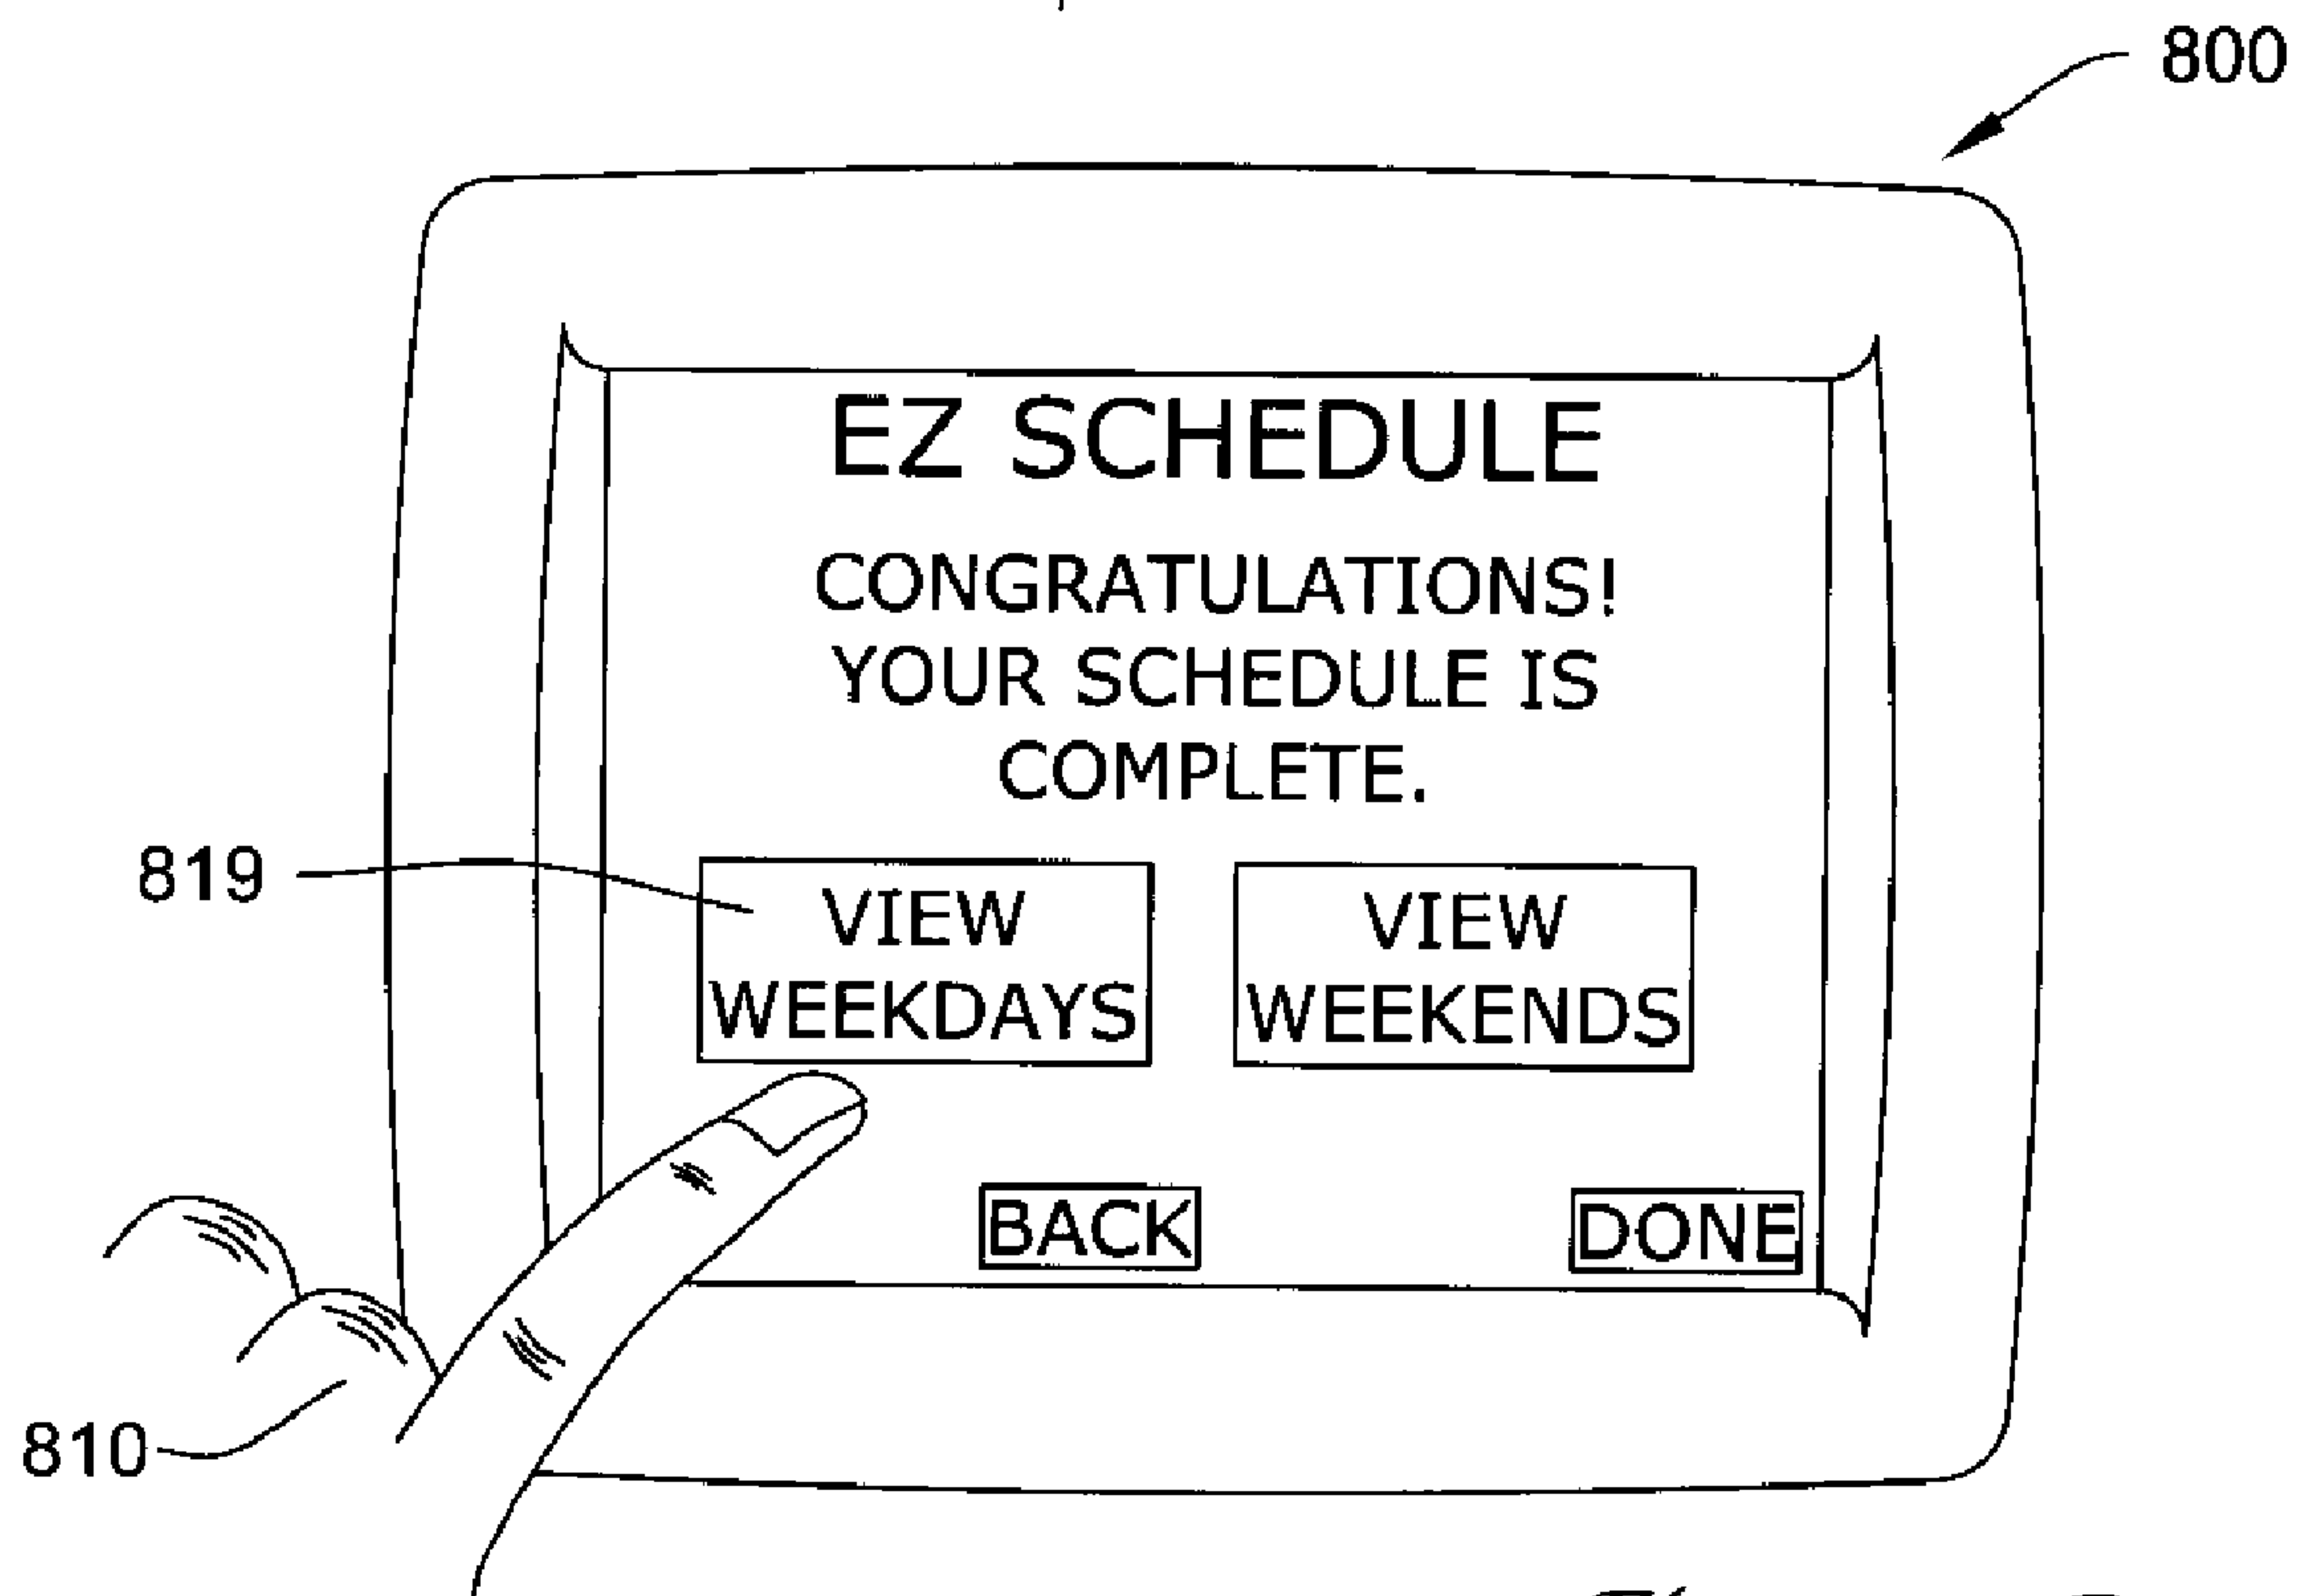 800
EZ SCHEDULE
CONGRATULATIONS!
YOUR SCHEDULE IS
COMPLETE.
819
VIEW
WEEKDAYS
VIEW
WEEKENDS
BACK
DONE
810